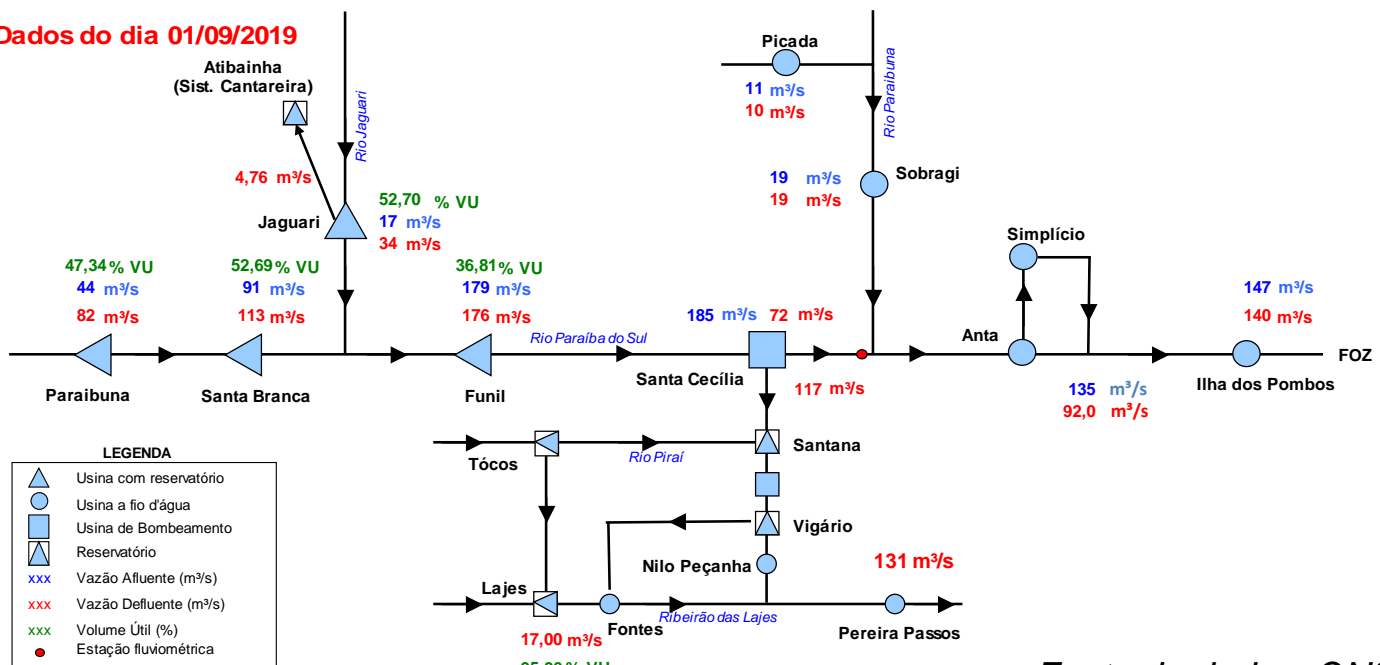 Dados do dia 01/09/2019
Atibainha
(Sist. Cantareira)
Rio Jaguari
4,76 m³/s
Jaguari
52,70 % VU
17 m³/s
34 m³/s
Picada
11 m³/s
10 m³/s
Rio Paraibuna
19 m³/s
19 m³/s
Sobragi
47,34% VU
44 m³/s
82 m³/s
Paraibuna
52,69% VU
91 m³/s
113 m³/s
Santa Branca
36,81% VU
179 m³/s
176 m³/s
Funil
Rio Paraíba do Sul
185 m³/s 72 m³/s
Santa Cecília
117 m³/s
Simplício
Anta
135 m³/s
92,0 m³/s
147 m³/s
140 m³/s
Ilha dos Pombos
FOZ
Tócos
Rio Piraí
Santana
Vigário
Nilo Peçanha
131 m³/s
Lajes
Fontes
Ribeirão das Lajes
Pereira Passos
17,00 m³/s
LEGENDA
Usina com reservatório
Usina a fio d'água
Usina de Bombeamento
Reservatório
xxx Vazão Afluente (m³/s)
xxx Vazão Defluente (m³/s)
xxx Volume Útil (%)
Estação fluviométrica